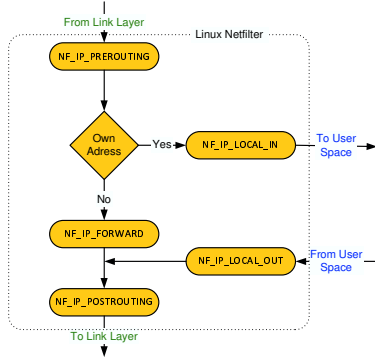 From Link Layer
Linux Netfilter
NF_IP_PREROUTING
Own
Adress
Yes
NF_IP_LOCAL_IN
To User
Space
No
NF_IP_FORWARD
NF_IP_LOCAL_OUT
From User
Space
NF_IP_POSTROUTING
To Link Layer